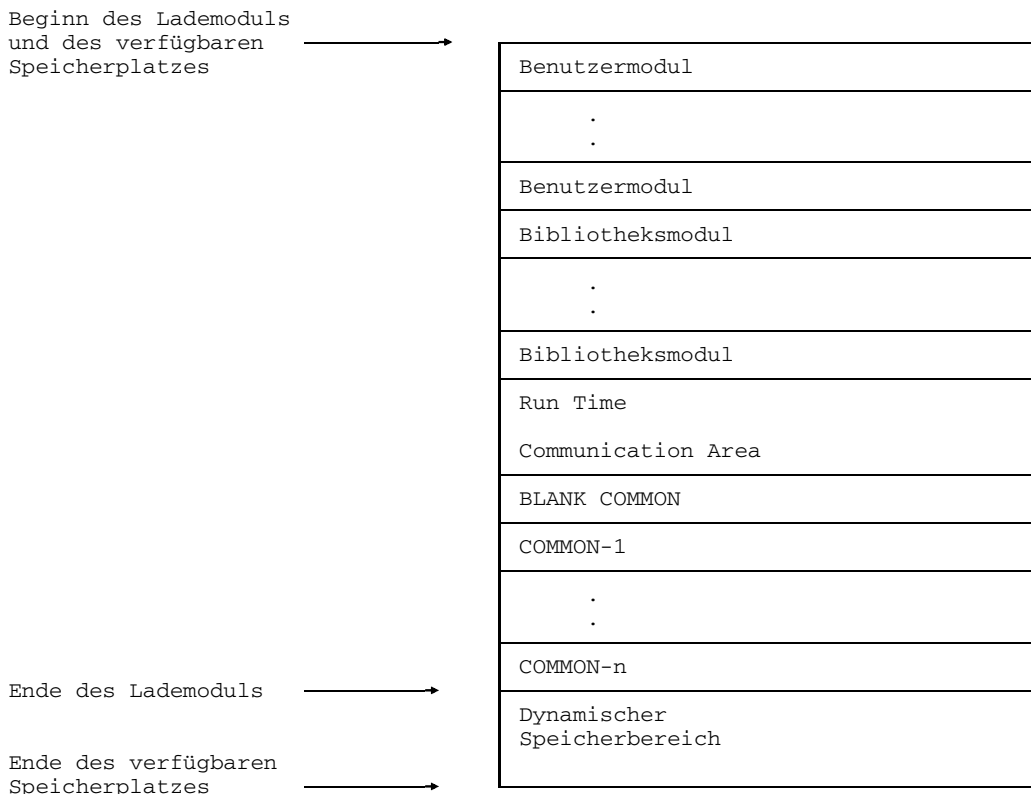 Beginn des Lademoduls
und des verfügbaren
Speicherplatzes
Benutzermodul
.
.
Benutzermodul
Bibliotheksmodul
.
.
Bibliotheksmodul
Run Time
Communication Area
BLANK COMMON
COMMON-1
.
.
COMMON-n
Ende des Lademoduls
Dynamischer
Speicherbereich
Ende des verfügbaren
Speicherplatzes